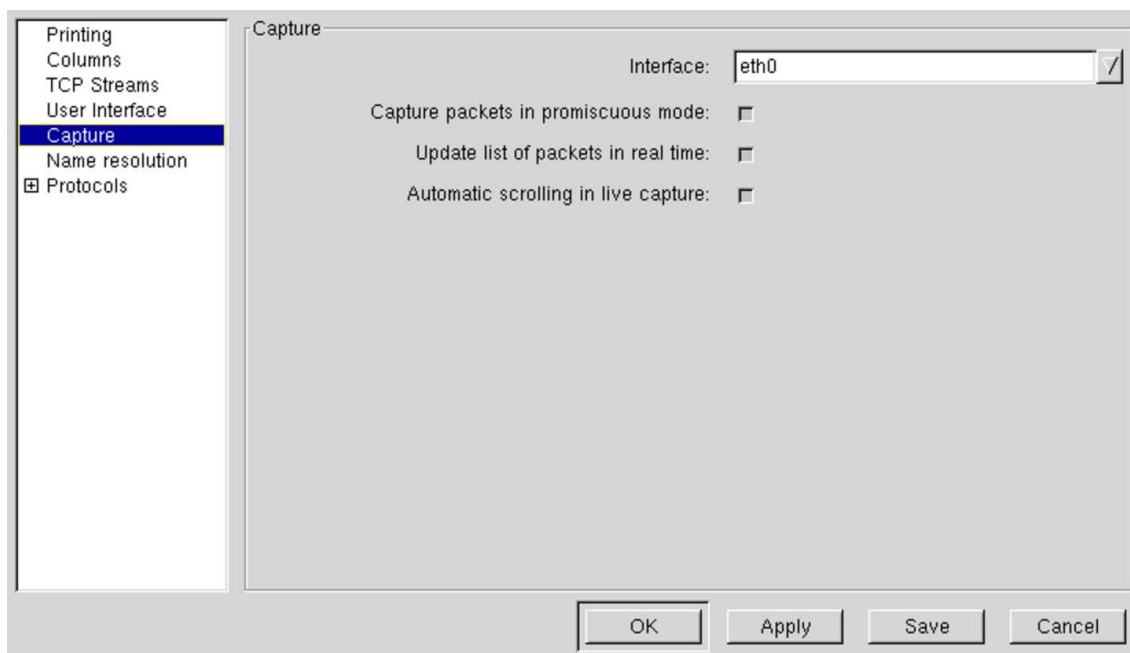 Printing
Columns
TCP Streams
User Interface
Capture
Name resolution
Protocols
Capture
Interface: eth0
Capture packets in promiscuous mode:
Update list of packets in real time:
Automatic scrolling in live capture:
OK Apply Save Cancel